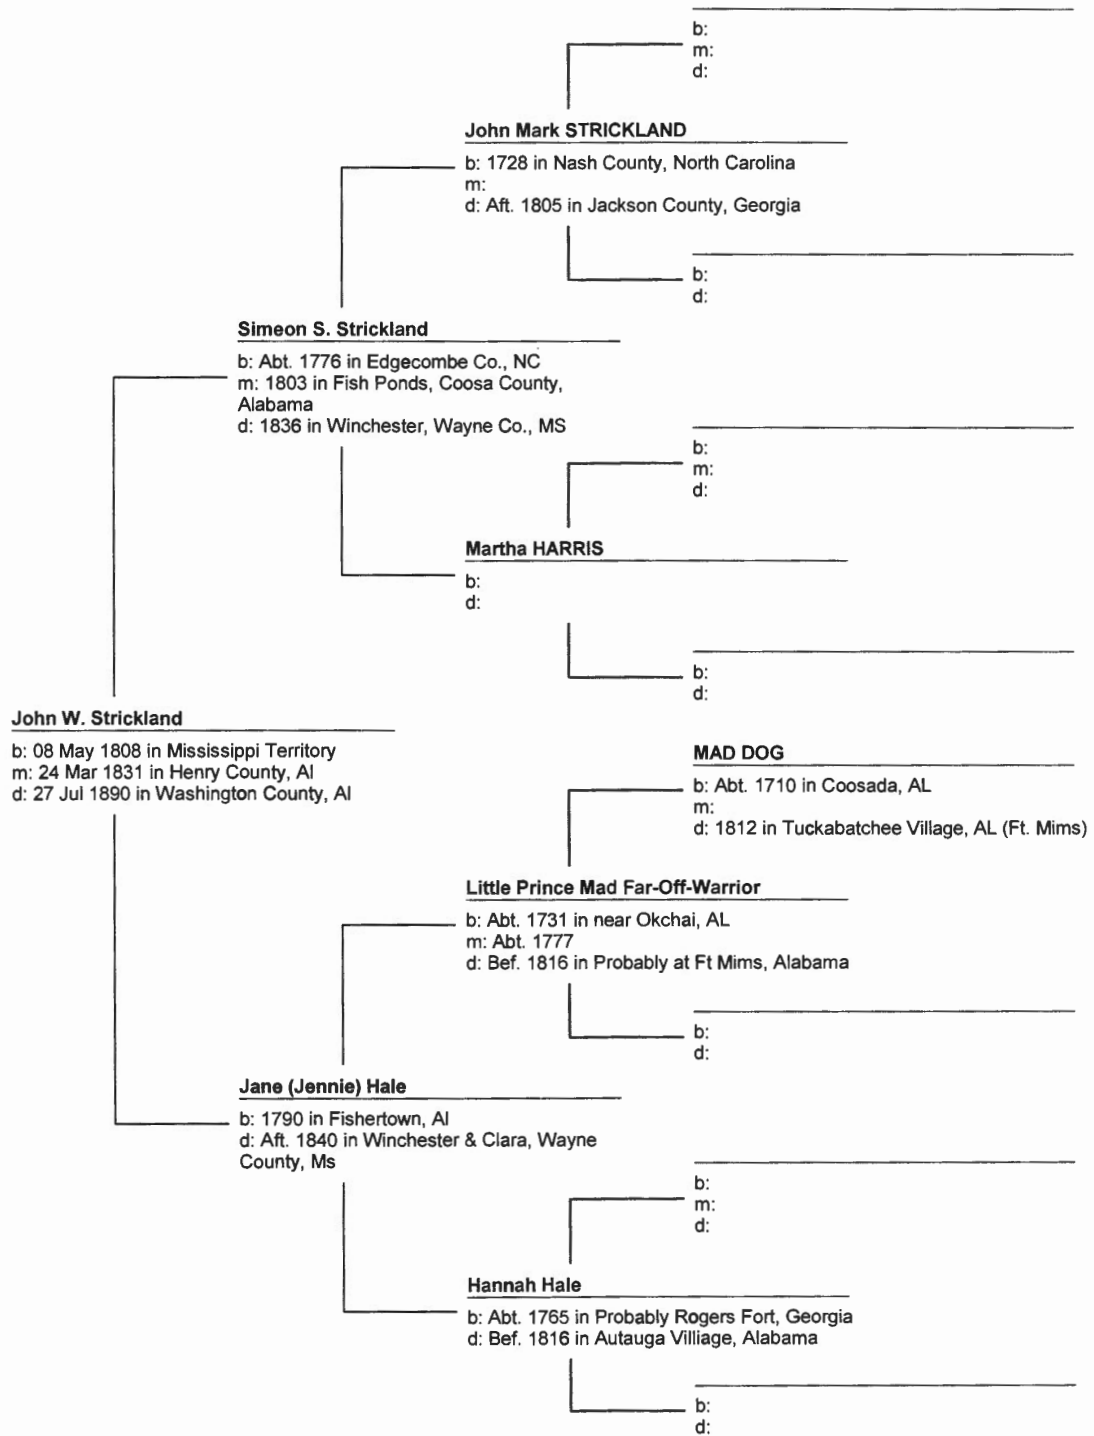 b:
m:
d:
John Mark STRICKLAND
b: 1728 in Nash County, North Carolina
m:
d: Aft. 1805 in Jackson County, Georgia
b:
d:
Simeon S. Strickland
b: Abt. 1776 in Edgecombe Co., NC
m: 1803 in Fish Ponds, Coosa County,
Alabama
d: 1836 in Winchester, Wayne Co., MS
b:
m:
d:
Martha HARRIS
b:
d:
b:
d:
John W. Strickland
b: 08 May 1808 in Mississippi Territory
m: 24 Mar 1831 in Henry County, Al
d: 27 Jul 1890 in Washington County, Al
MAD DOG
b: Abt. 1710 in Coosada, AL
m:
d: 1812 in Tuckabatchee Village, AL (Ft. Mims)
Little Prince Mad Far-Off-Warrior
b: Abt. 1731 in near Okchai, AL
m: Abt. 1777
d: Bef. 1816 in Probably at Ft Mims, Alabama
b:
d:
Jane (Jennie) Hale
b: 1790 in Fishertown, Al
d: Aft. 1840 in Winchester & Clara, Wayne
County, Ms
b:
m:
d:
Hannah Hale
b: Abt. 1765 in Probably Rogers Fort, Georgia
d: Bef. 1816 in Autauga Villiage, Alabama
b:
d: